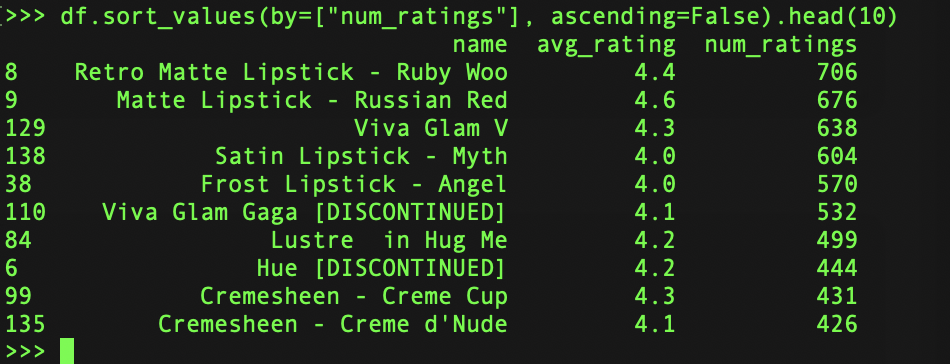 >>> df.sort_values(by=["num_ratings"], ascending=False).head(10)
name avg_rating num_ratings
8 Retro Matte Lipstick - Ruby Woo 4.4 706
9 Matte Lipstick - Russian Red 4.6 676
129 Viva Glam V 4.3 638
138 Satin Lipstick - Myth 4.0 604
38 Frost Lipstick - Angel 4.0 570
110 Viva Glam Gaga [DISCONTINUED] 4.1 532
84 Lustre  in Hug Me 4.2 499
6 Hue [DISCONTINUED] 4.2 444
99 Cremesheen - Creme Cup 4.3 431
135 Cremesheen - Creme d'Nude 4.1 426
>>>